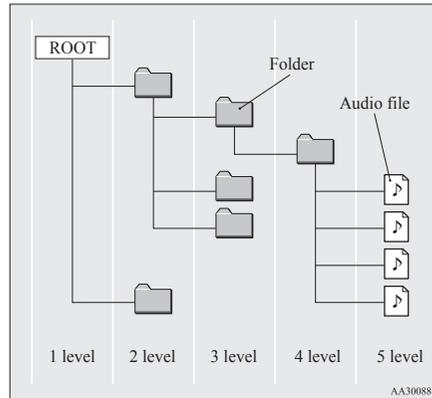 ROOT
Folder
Audio file
1 level 2 level 3 level 4 level 5 level
AA30088